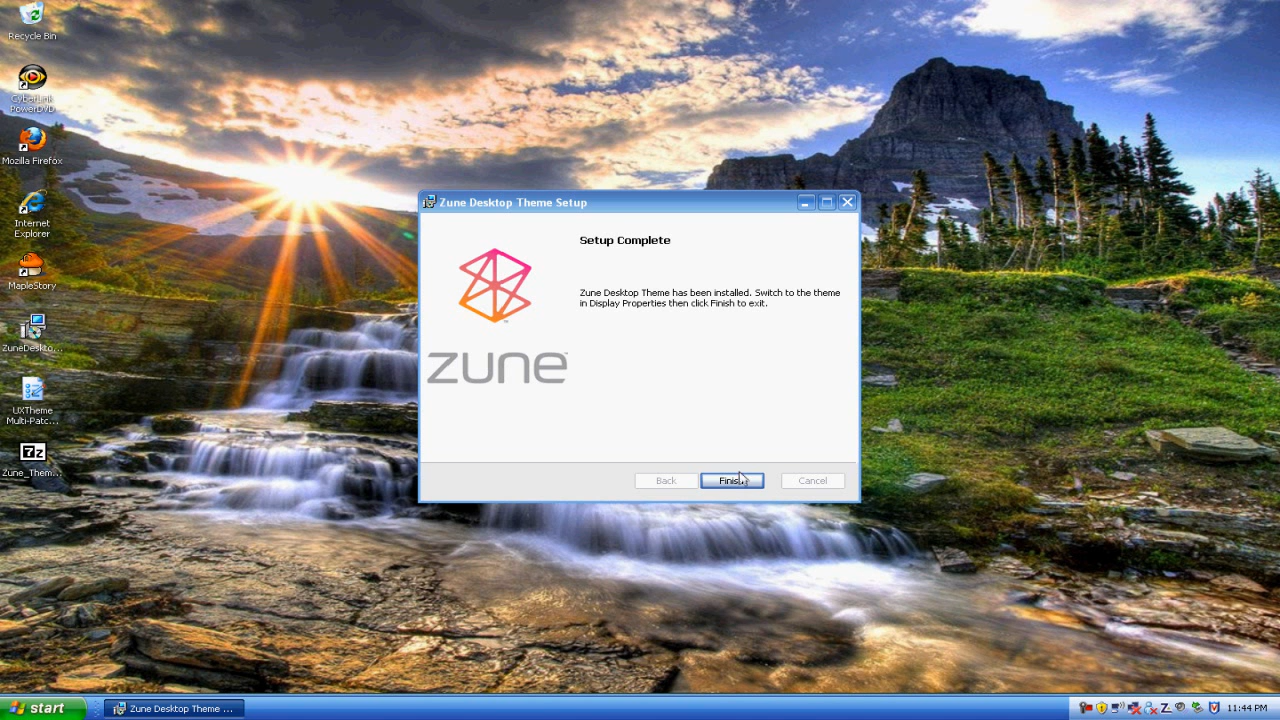 Recycle Bin
CyberLink
PowerDVD
Mozilla Firefox
Internet
Explorer
MapleStory
ZuneDeskto...
UXTheme
Multi-Patc...
7z
Zune_Them...
Zune Desktop Theme Setup
Setup Complete
Zune Desktop Theme has been installed. Switch to the theme
in Display Properties then click Finish to exit.
zune
Back
Finish
Cancel
start
Zune Desktop Theme ...
11:44 PM